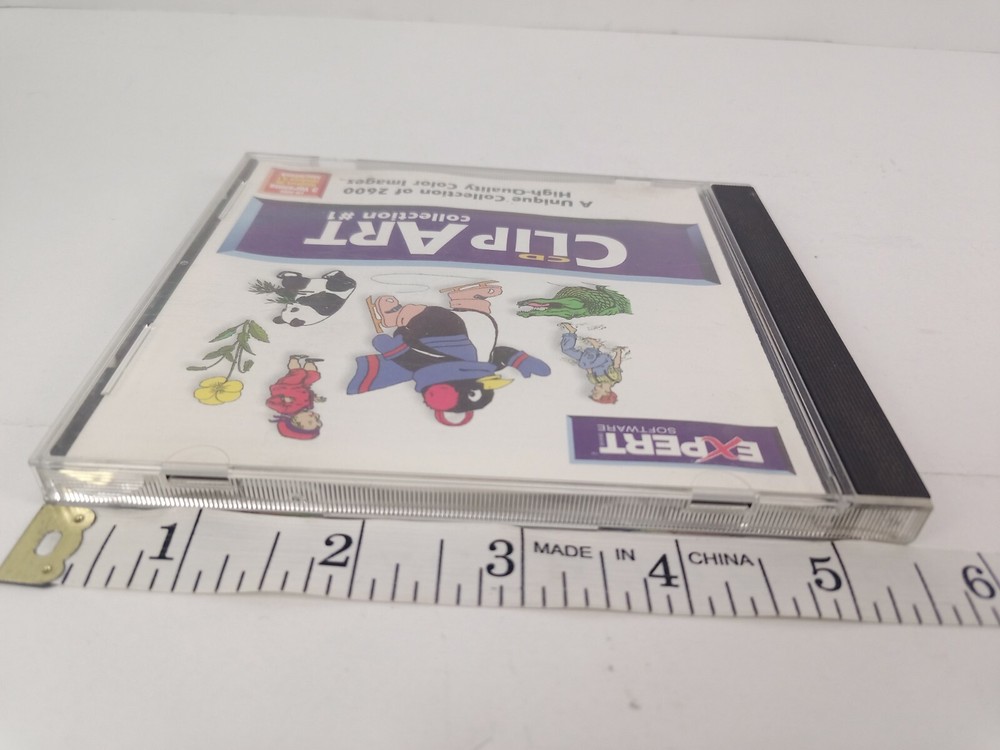 EXPERT
SOFTWARE
CD
CLIP ART
collection #1
A Unique Collection of 2600
High-Quality Color Images
1 2 3 MADE IN 4 CHINA 5 6